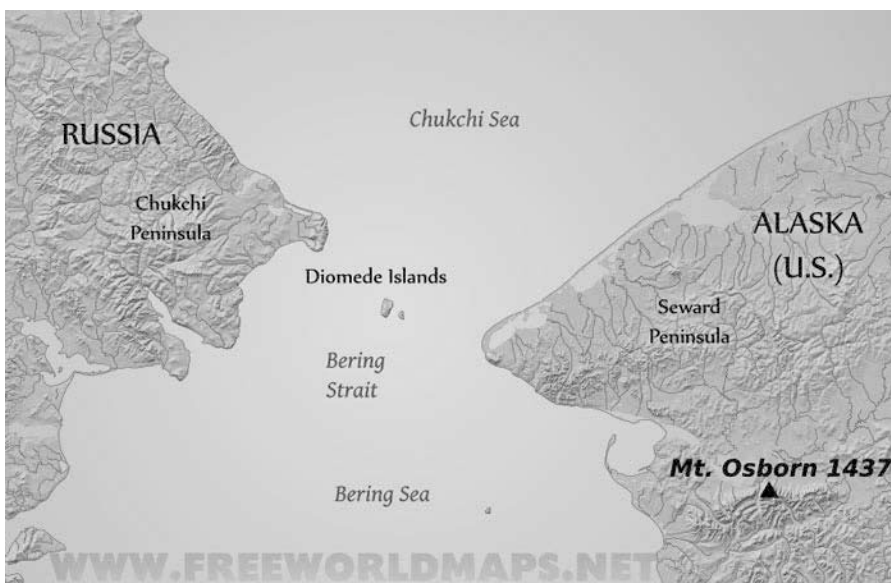 Chukchi Sea
RUSSIA
Chukchi
Peninsula
ALASKA
(U.S.)
Diomede Islands
Seward
Peninsula
Bering
Strait
Mt. Osborn 1437
Bering Sea
WWW.FREEWORLDMAPS.NET